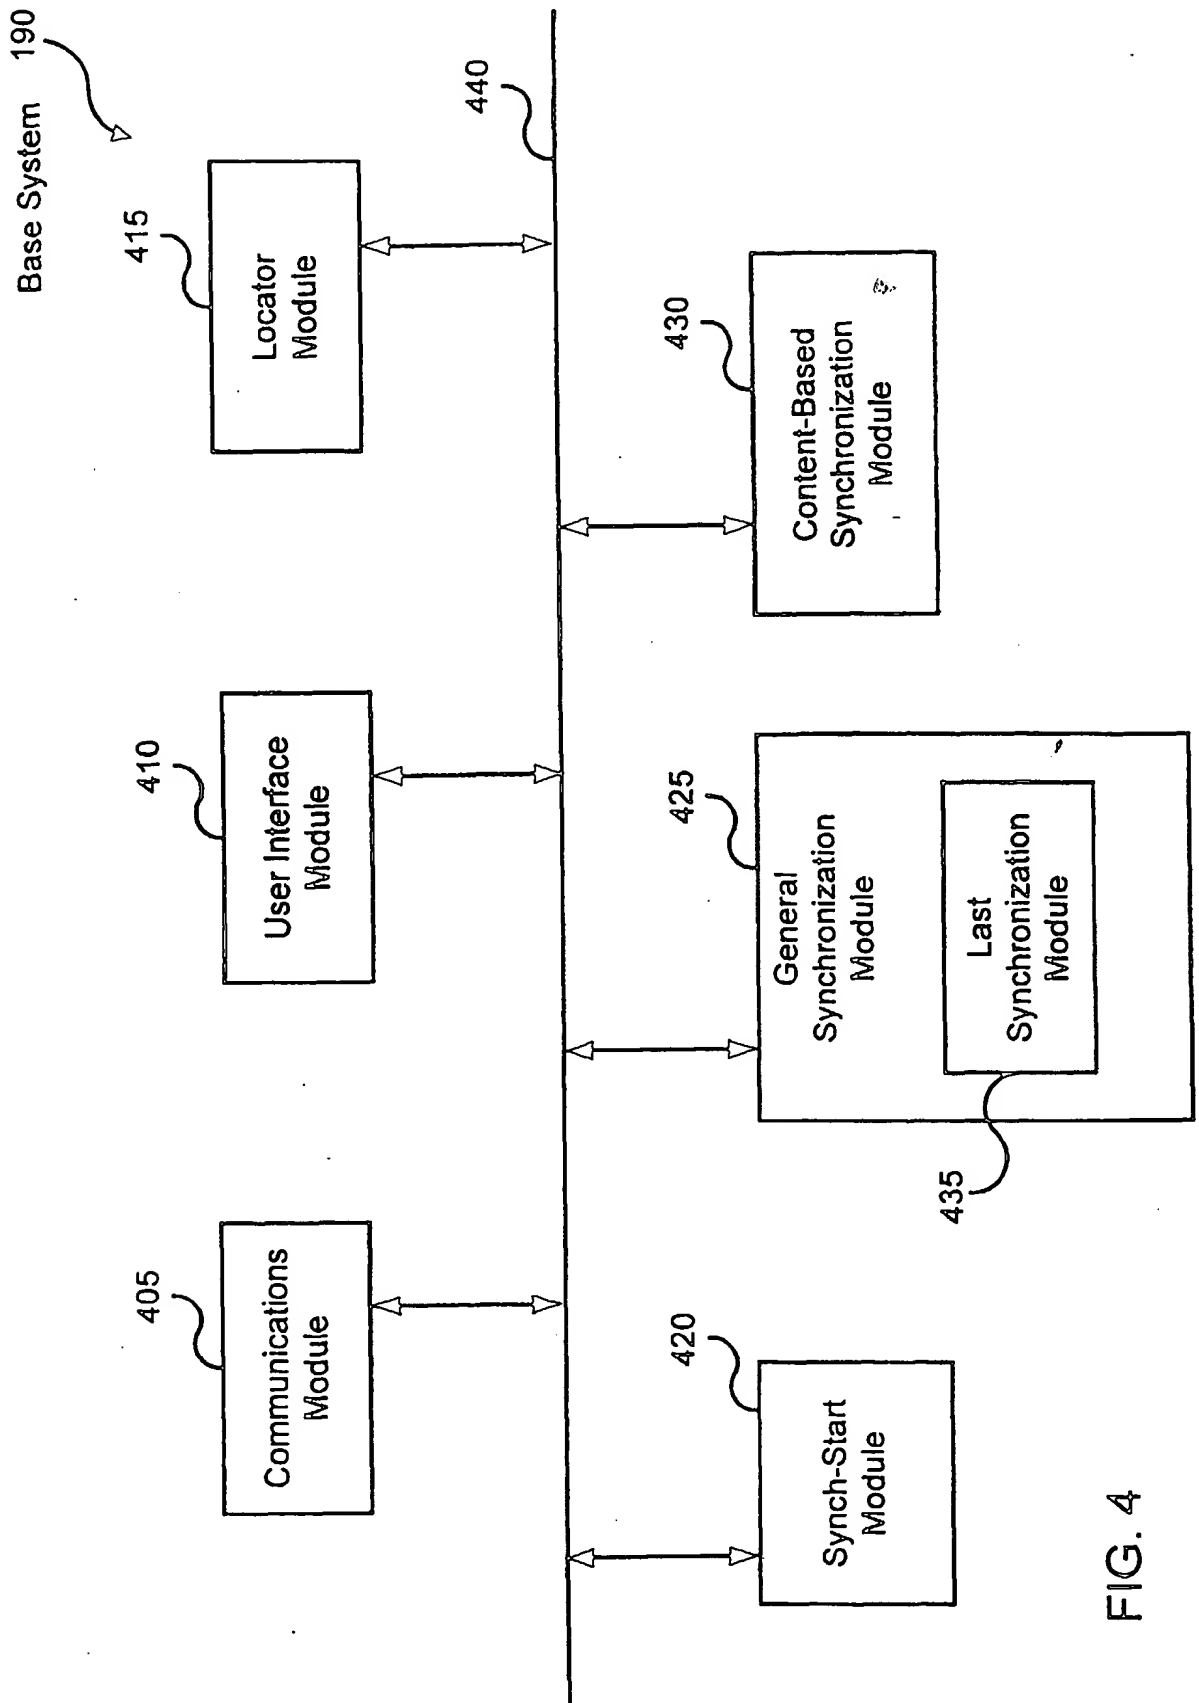 Base System 190
405
Communications
Module
410
User Interface
Module
415
Locator
Module
440
420
Synch-Start
Module
425
General
Synchronization
Module
435
Last
Synchronization
Module
430
Content-Based
Synchronization
Module
FIG. 4